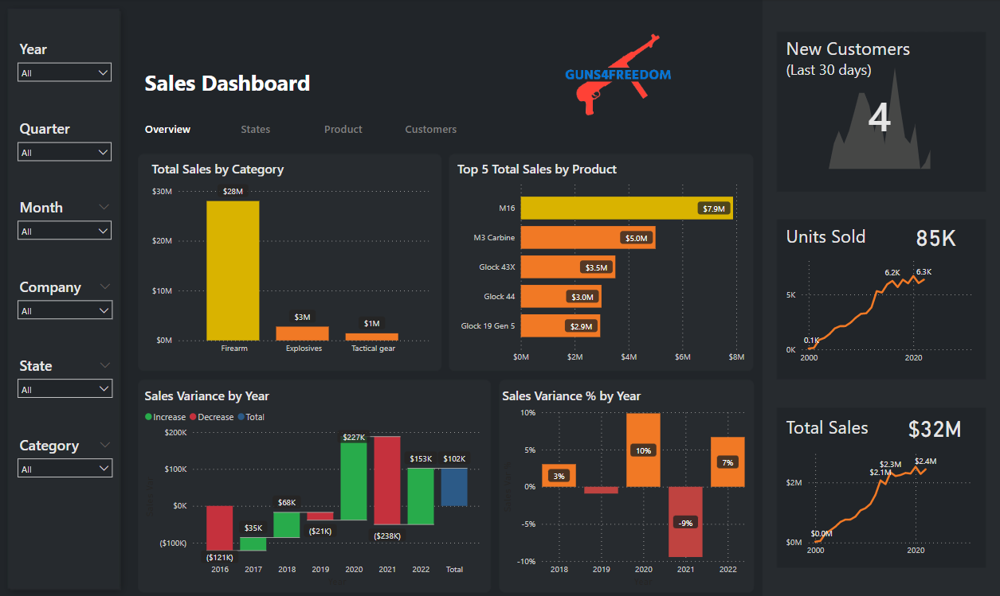 Year
All
Quarter
All
Month
All
Company
All
State
All
Category
All
Sales Dashboard
GUNS4FREEDOM
Overview States Product Customers
Total Sales by Category
$30M
$20M
$10M
$0M
$28M
$3M
$1M
Firearm Explosives Tactical gear
Top 5 Total Sales by Product
M16 $7.9M
M3 Carbine $5.0M
Glock 43X $3.5M
Glock 44 $3.0M
Glock 19 Gen 5 $2.9M
$0M $2M $4M $6M $8M
Sales Variance by Year
Increase Decrease Total
$200K
$100K
$0K
($100K)
($121K)
$35K
$68K
($21K)
$227K
($238K)
$153K
$102K
2016 2017 2018 2019 2020 2021 2022 Total
Sales Variance % by Year
10%
5%
0%
-5%
-10%
3%
10%
-9%
7%
2018 2019 2020 2021 2022
New Customers
(Last 30 days)
4
Units Sold 85K
5K
0K
0.1K
6.2K
6.3K
2000 2020
Total Sales $32M
$2M
$0M
$0.0M
$2.1M
$2.3M
$2.4M
2000 2020